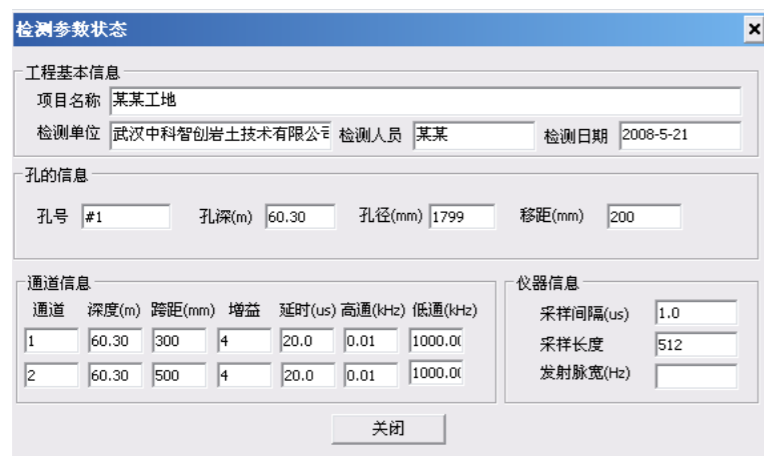 检测参数状态
工程基本信息
项目名称 某某工地
检测单位 武汉中科智创岩土技术有限公司 检测人员 某某 检测日期 2008-5-21
孔的信息
孔号 #1 孔深(m) 60.30 孔径(mm) 1799 移距(mm) 200
通道信息
通道 深度(m) 跨距(mm) 增益 延时(us) 高通(kHz) 低通(kHz)
1 60.30 300 4 20.0 0.01 1000.00
2 60.30 500 4 20.0 0.01 1000.00
仪器信息
采样间隔(us) 1.0
采样长度 512
发射脉宽(Hz)
关闭